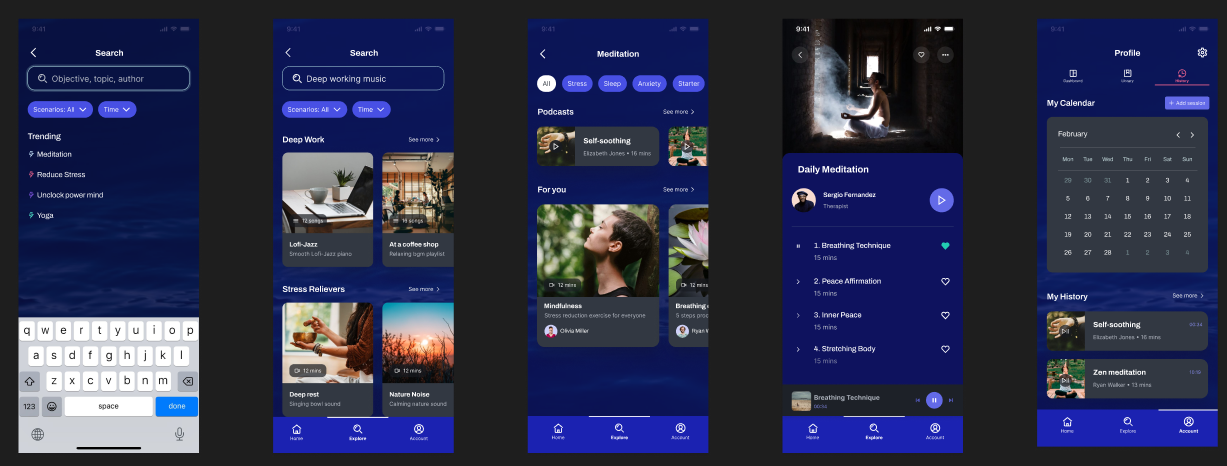 9:41
Search
Objective, topic, author
Scenarios: All
Time
Trending
Meditation
Reduce Stress
Unclock power mind
Yoga
q w e r t y u i o p
a s d f g h j k l
z x c v b n m
123
space
done
9:41
Search
Deep working music
Scenarios: All
Time
Deep Work
See more
12 songs
16 songs
Lofi-Jazz
Smooth Lofi-Jazz piano
At a coffee shop
Relaxing bgm playlist
Stress Relievers
See more
12 mins
12 mins
Deep rest
Singing bowl sound
Nature Noise
Calming nature sound
Home
Explore
Account
9:41
Meditation
All
Stress
Sleep
Anxiety
Starter
Podcasts
See more
Self-soothing
Elizabeth Jones • 16 mins
For you
See more
12 mins
12 mins
Mindfulness
Stress reduction exercise for everyone
Olivia Miller
Breathing
5 steps proc
Ryan W
Home
Explore
Account
9:41
Daily Meditation
Sergio Fernandez
Therapist
1. Breathing Technique
15 mins
2. Peace Affirmation
15 mins
3. Inner Peace
15 mins
4. Stretching Body
15 mins
Breathing Technique
Home
Explore
Account
9:41
Profile
Dashboard
Library
History
My Calendar
+ Add session
February
Mon Tue Wed Thu Fri Sat Sun
29 30 31 1 2 3 4
5 6 7 8 9 10 11
12 13 14 15 16 17 18
19 20 21 22 23 24 25
26 27 28 1 2 3 4
My History
See more
Self-soothing
Elizabeth Jones • 16 mins
Zen meditation
Ryan Walker • 13 mins
Home
Explore
Account